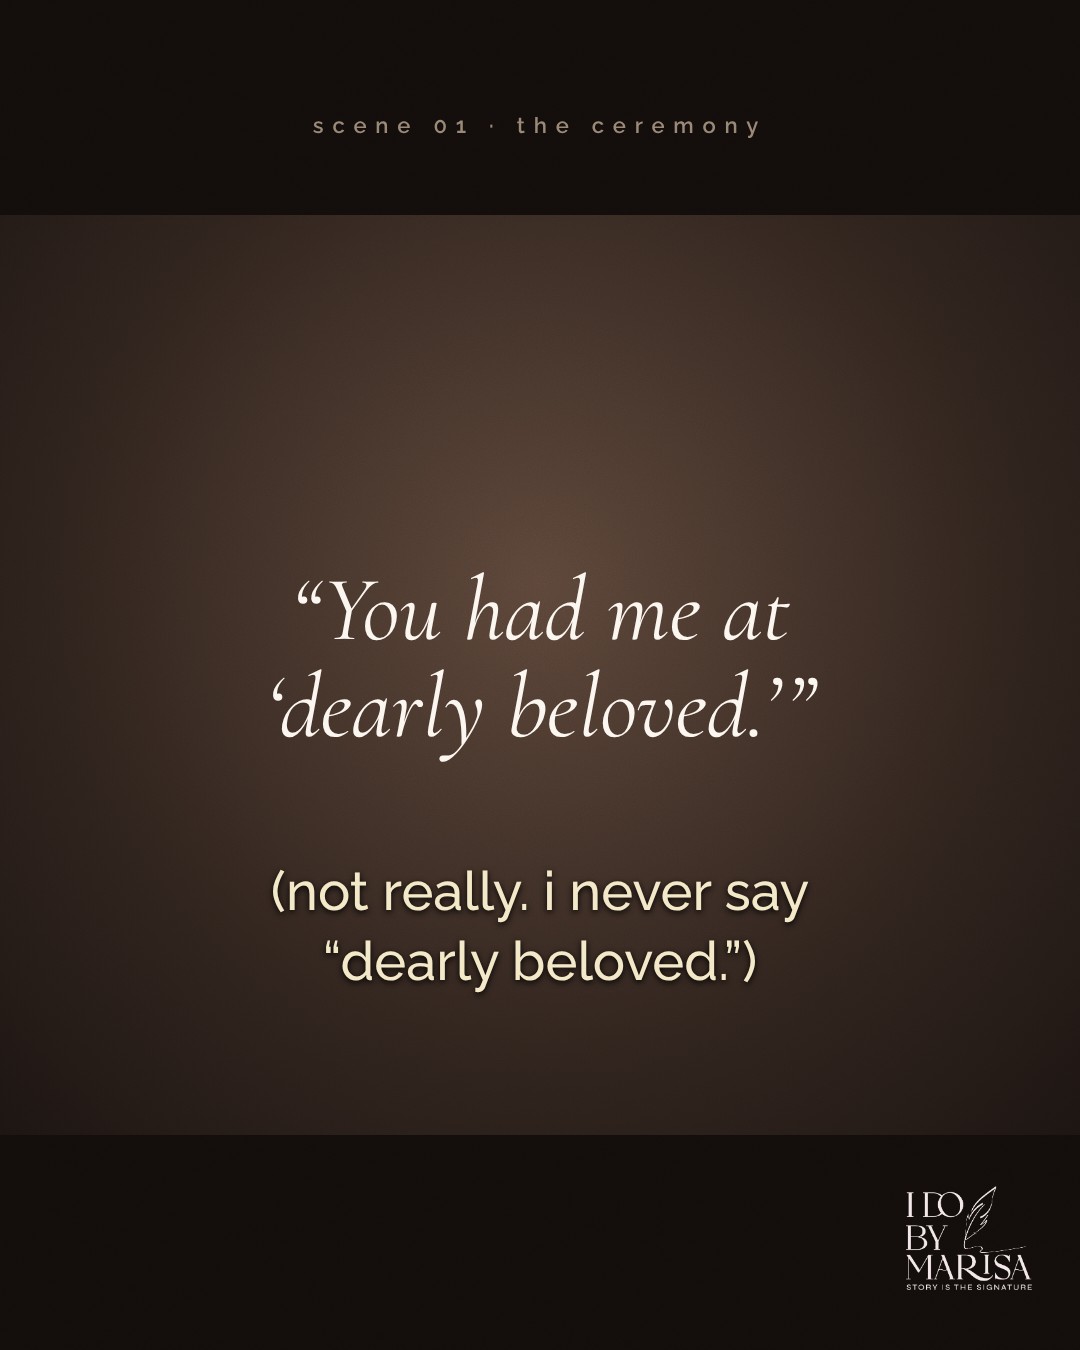 scene 01 · the ceremony
“You had me at
‘dearly beloved.’”
(not really. i never say
“dearly beloved.”)
I DO
BY
MARISA
STORY IS THE SIGNATURE